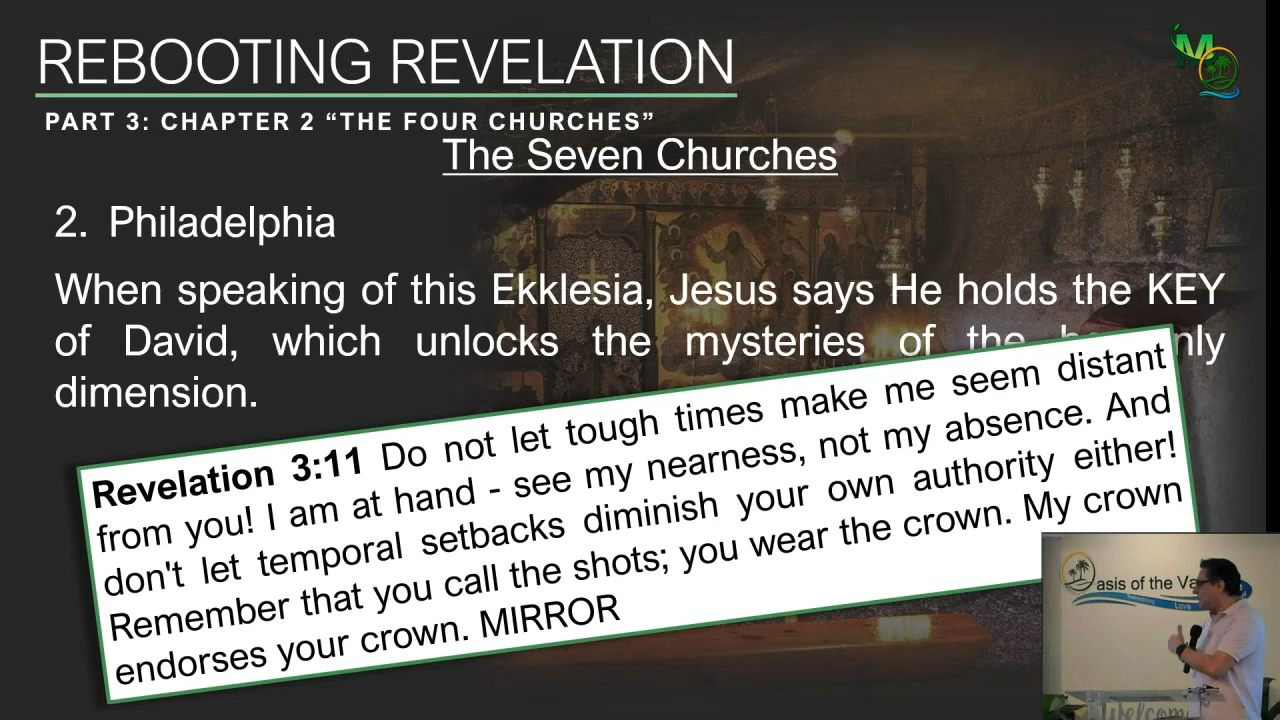 REBOOTING REVELATION
PART 3: CHAPTER 2 “THE FOUR CHURCHES”
The Seven Churches
2. Philadelphia
When speaking of this Ekklesia, Jesus says He holds the KEY
of David, which unlocks the mysteries of the
dimension.
Revelation 3:11 Do not let tough times make me seem distant
from you! I am at hand - see my nearness, not my absence. And
don't let temporal setbacks diminish your own authority either!
Remember that you call the shots; you wear the crown. My crown
endorses your crown. MIRROR
asis of the Va
Love
Welcome